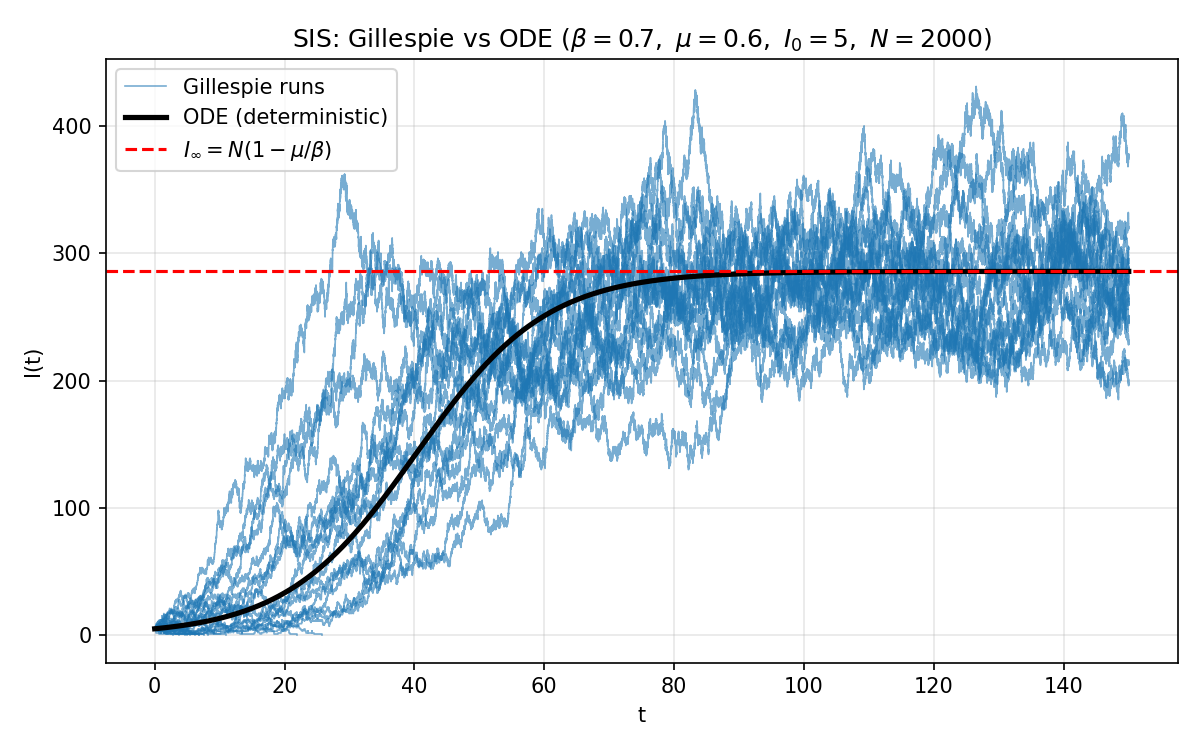 SIS: Gillespie vs ODE (β = 0.7, μ = 0.6, I₀ = 5, N = 2000)
Gillespie runs
ODE (deterministic)
I∞ = N(1 − μ/β)
I(t)
400
300
200
100
0
0 20 40 60 80 100 120 140
t